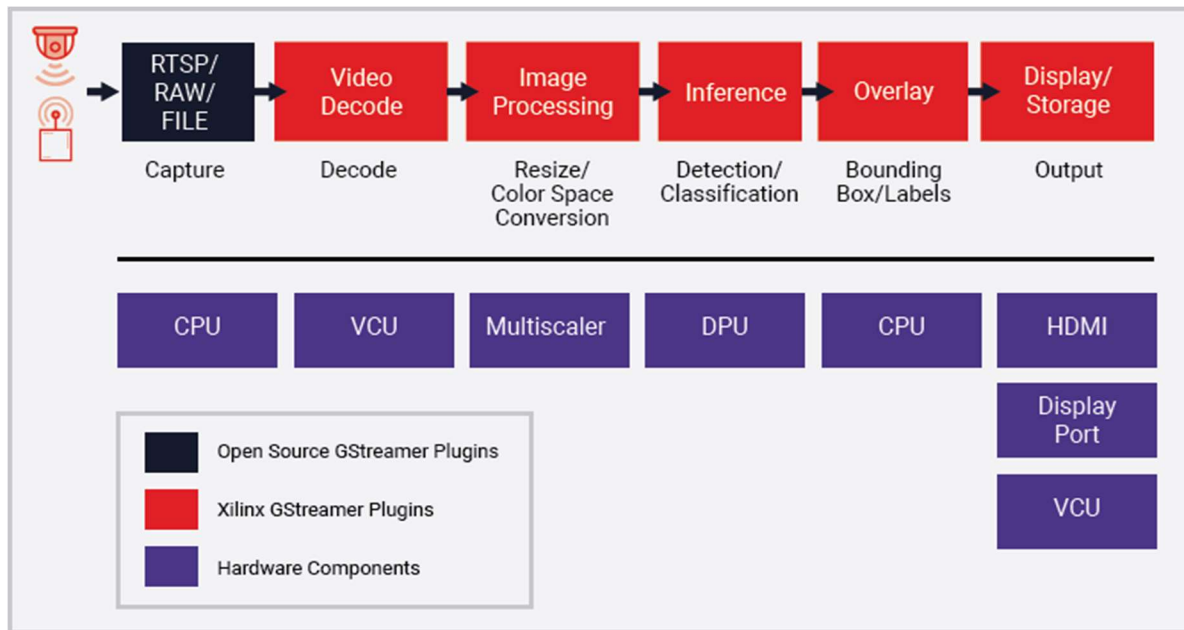 RTSP/
RAW/
FILE
Video
Decode
Image
Processing
Inference
Overlay
Display/
Storage
Capture
Decode
Resize/
Color Space
Conversion
Detection/
Classification
Bounding
Box/Labels
Output
CPU
VCU
Multiscaler
DPU
CPU
HDMI
Display
Port
VCU
Open Source GStreamer Plugins
Xilinx GStreamer Plugins
Hardware Components